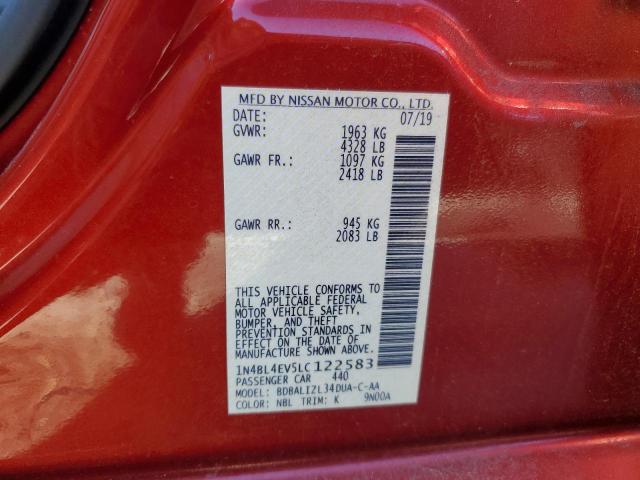 MFD BY NISSAN MOTOR CO., LTD.
DATE: 07/19
GVWR: 1963 KG
4328 LB
GAWR FR.: 1097 KG
2418 LB
GAWR RR.: 945 KG
2083 LB
THIS VEHICLE CONFORMS TO
ALL APPLICABLE FEDERAL
MOTOR VEHICLE SAFETY,
BUMPER, AND THEFT
PREVENTION STANDARDS IN
EFFECT ON THE DATE OF
MANUFACTURE SHOWN ABOVE.
1N4BL4EV5LC122583
PASSENGER CAR 440
MODEL: BDBALIZL34DUA-C-AA
COLOR: NBL TRIM: K 9N00A